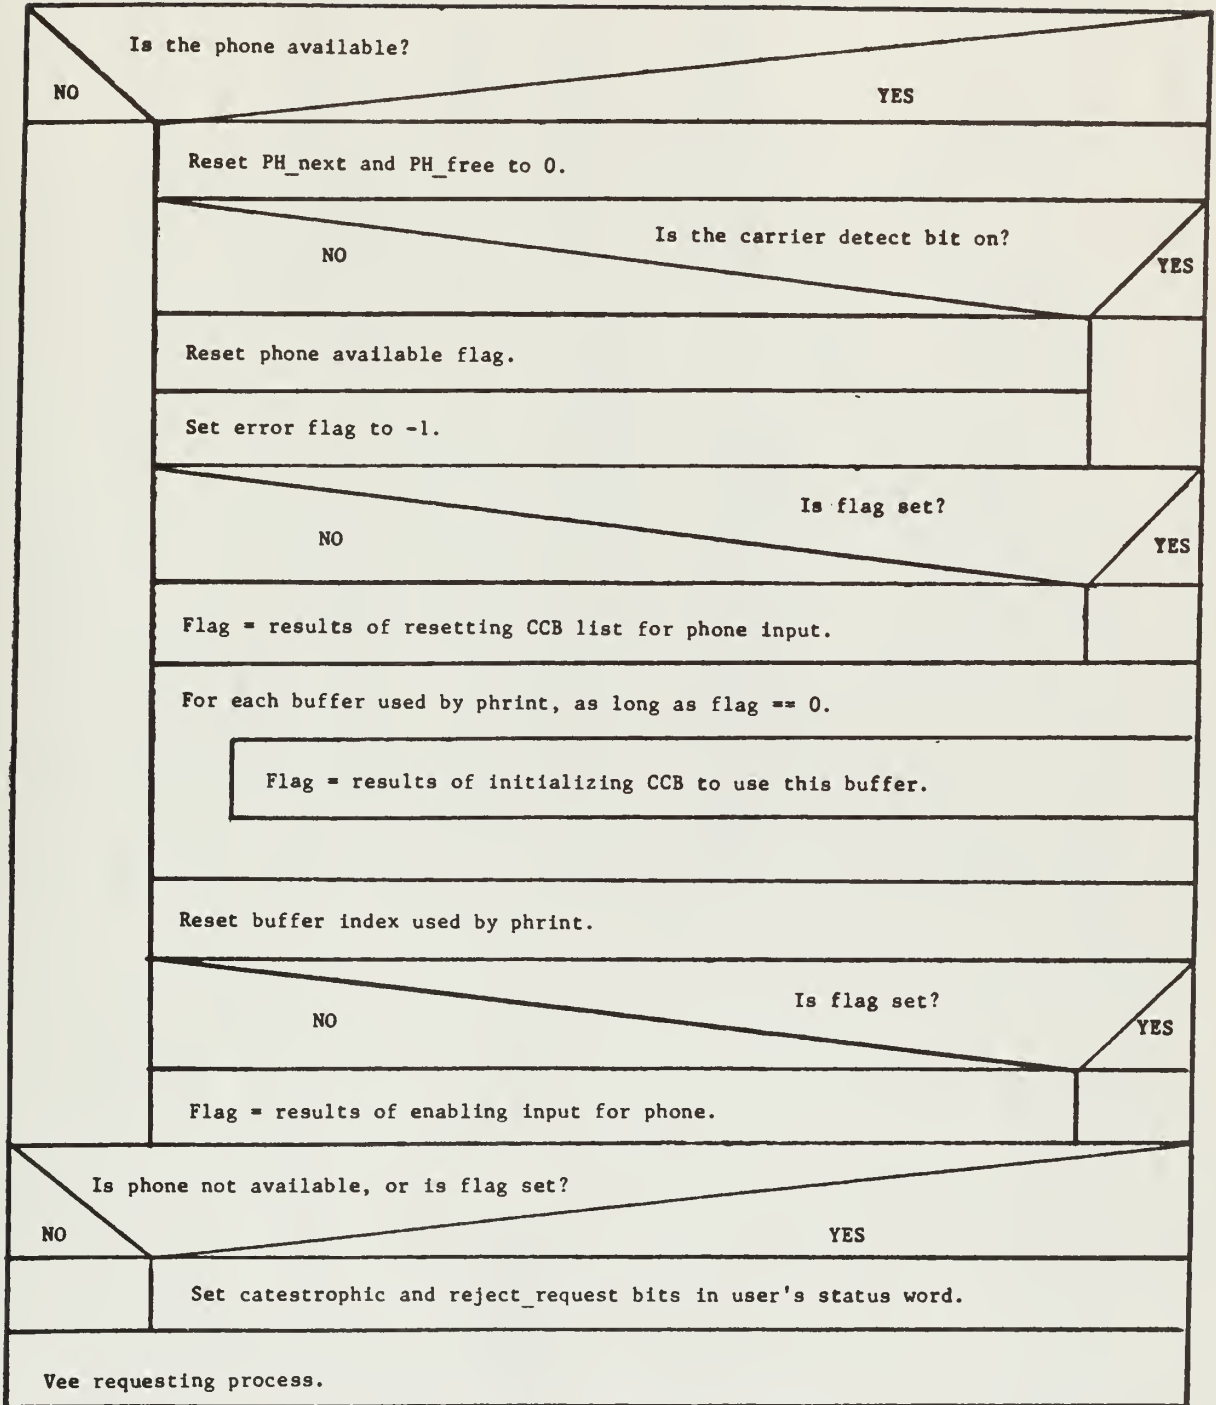 Is the phone available?
NO
YES
Reset PH_next and PH_free to 0.
Is the carrier detect bit on?
NO
YES
Reset phone available flag.
Set error flag to -1.
Is flag set?
NO
YES
Flag = results of resetting CCB list for phone input.
For each buffer used by phrint, as long as flag == 0.
Flag = results of initializing CCB to use this buffer.
Reset buffer index used by phrint.
Is flag set?
NO
YES
Flag = results of enabling input for phone.
Is phone not available, or is flag set?
NO
YES
Set catestrophic and reject_request bits in user's status word.
Vee requesting process.